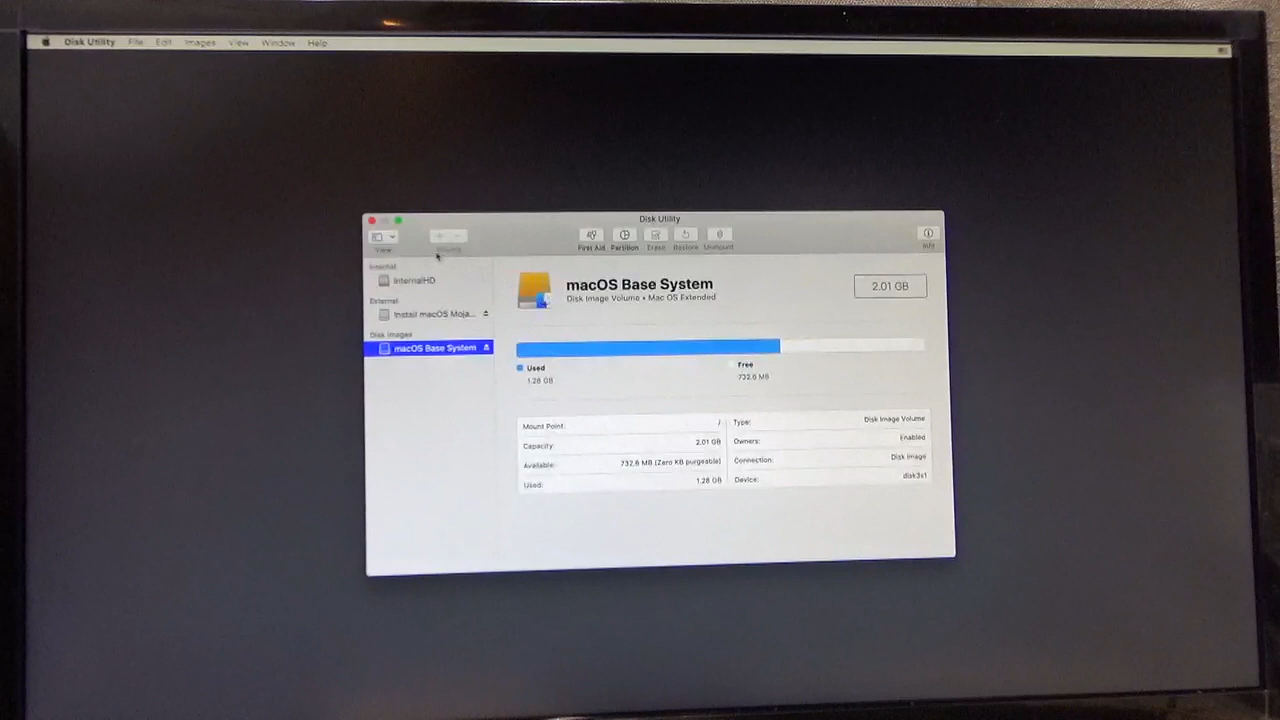 Disk Utility File Edit Images View Window Help
Disk Utility
View
Volume
First Aid Partition Erase Restore Unmount
Info
Internal
InternalHD
External
Install macOS Moja...
Disk Images
macOS Base System
macOS Base System
Disk Image Volume • Mac OS Extended
2.01 GB
Used
1.28 GB
Free
732.6 MB
Mount Point: /
Capacity: 2.01 GB
Available: 732.6 MB (Zero KB purgeable)
Used: 1.28 GB
Type: Disk Image Volume
Owners: Enabled
Connection: Disk Image
Device: disk3s1